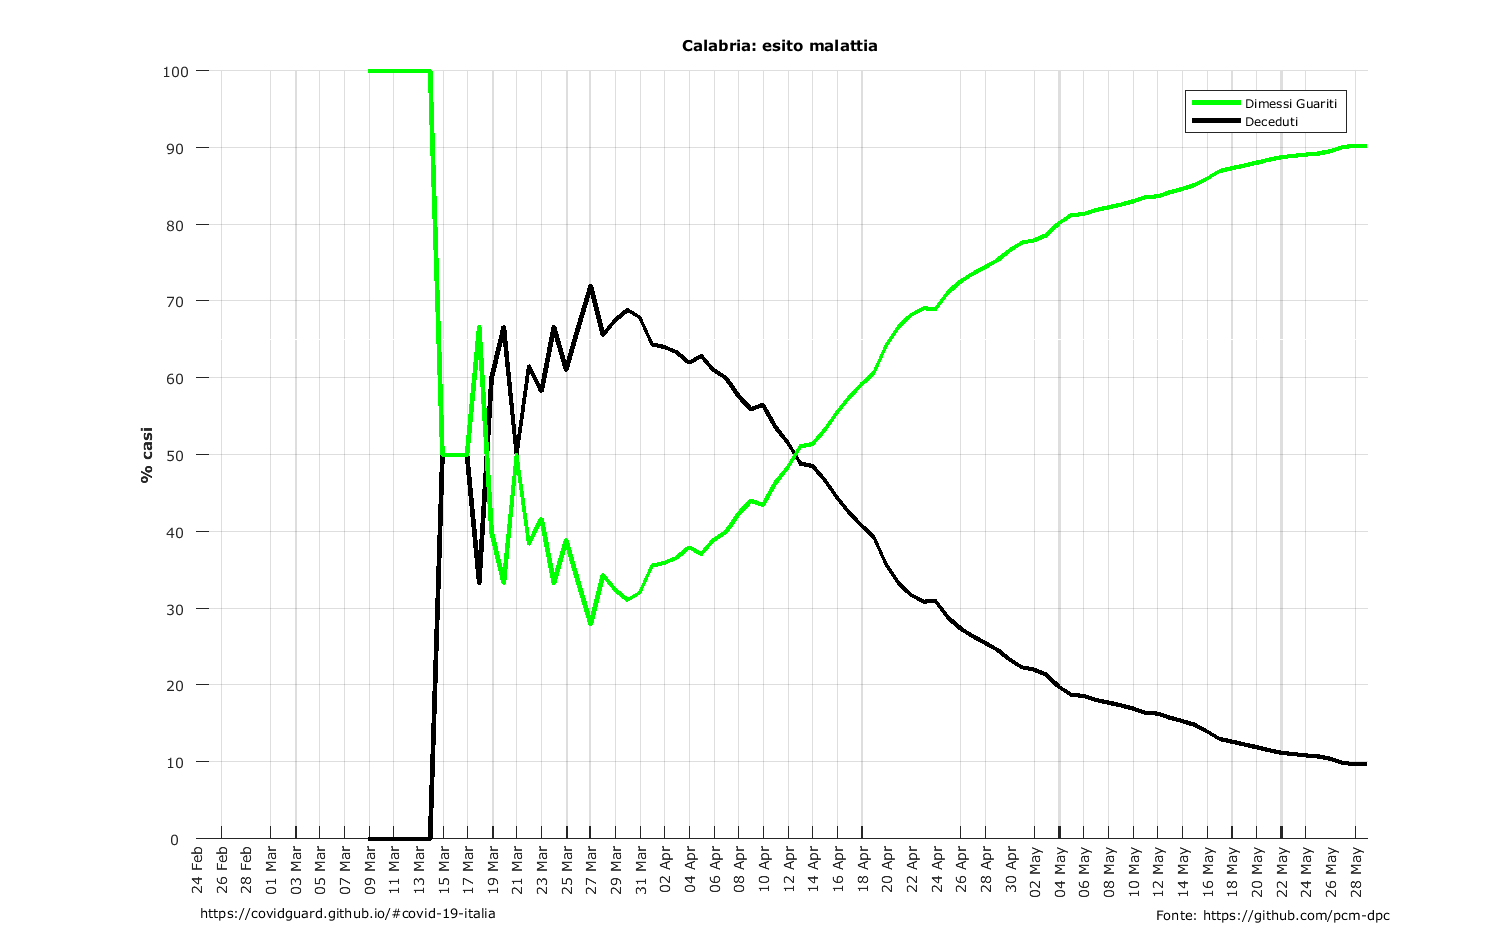 Calabria: esito malattia
Dimessi Guariti
Deceduti
% casi
100
90
80
70
60
50
40
30
20
10
0
24 Feb
26 Feb
28 Feb
01 Mar
03 Mar
05 Mar
07 Mar
09 Mar
11 Mar
13 Mar
15 Mar
17 Mar
19 Mar
21 Mar
23 Mar
25 Mar
27 Mar
29 Mar
31 Mar
02 Apr
04 Apr
06 Apr
08 Apr
10 Apr
12 Apr
14 Apr
16 Apr
18 Apr
20 Apr
22 Apr
24 Apr
26 Apr
28 Apr
30 Apr
02 May
04 May
06 May
08 May
10 May
12 May
14 May
16 May
18 May
20 May
22 May
24 May
26 May
28 May
https://covidguard.github.io/#covid-19-italia
Fonte: https://github.com/pcm-dpc